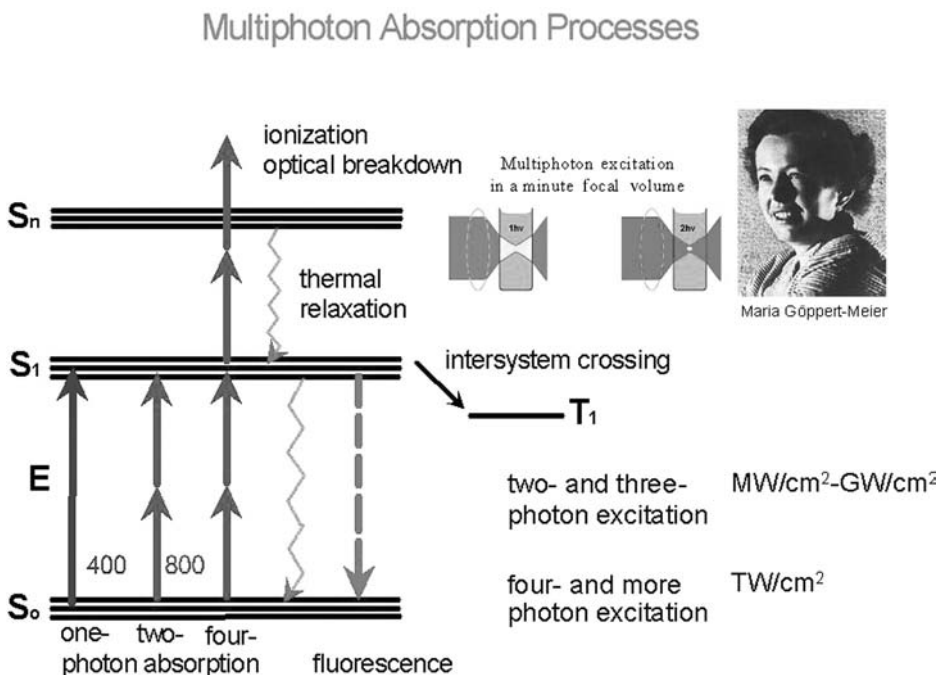 Multiphoton Absorption Processes
ionization
optical breakdown
Multiphoton excitation
in a minute focal volume
1hν
2hν
Maria Göppert-Meier
Sn
thermal
relaxation
S1
intersystem crossing
T1
E
two- and three-
photon excitation
MW/cm²-GW/cm²
400
800
four- and more
photon excitation
TW/cm²
So
one- two- four-
photon absorption
fluorescence